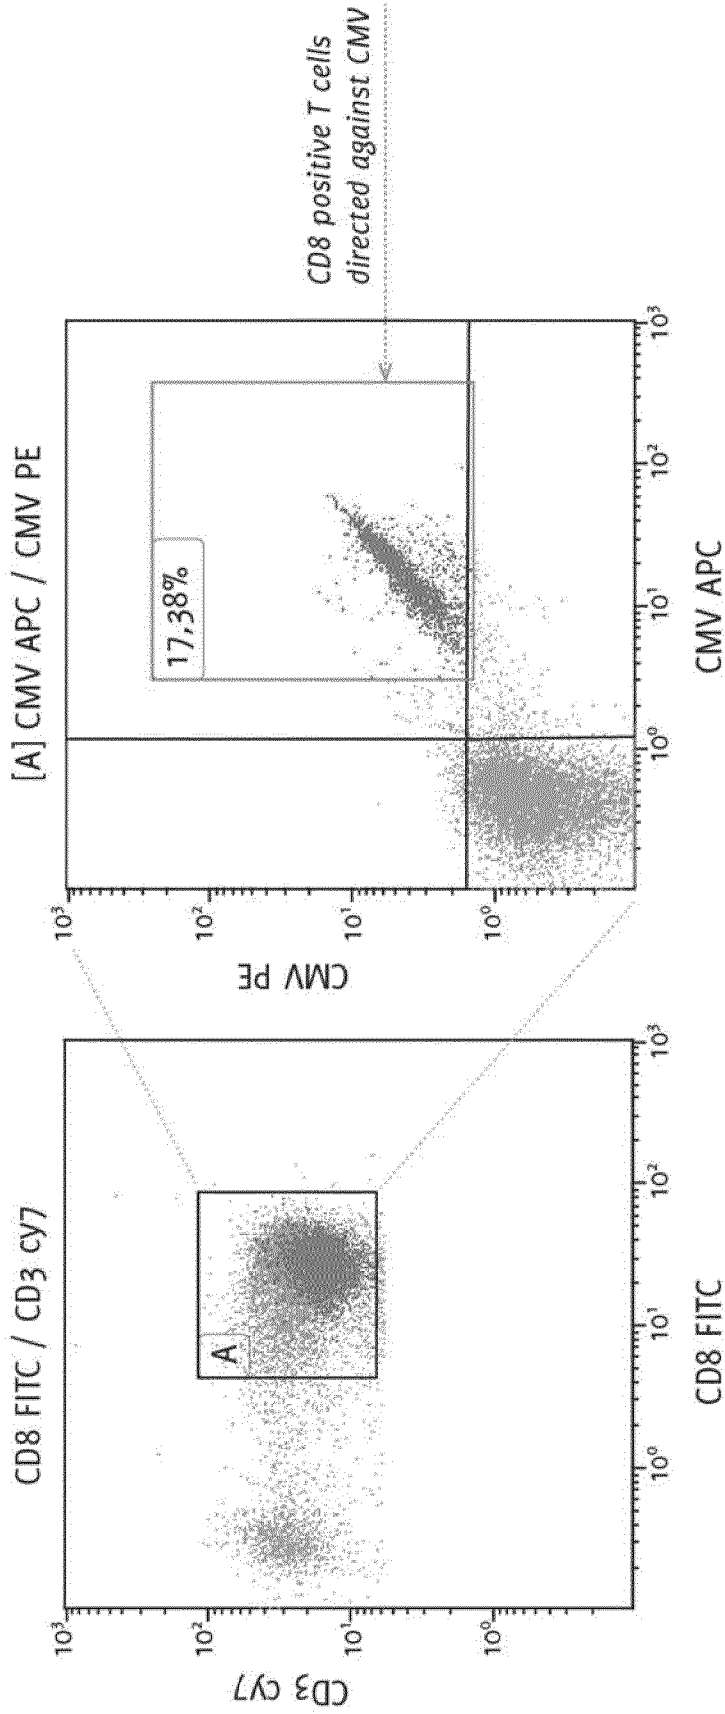 CD8 FITC / CD3 cy7
CD3 cy7
10³
10²
10¹
10⁰
A
10⁰
10¹
10²
10³
CD8 FITC
[A] CMV APC / CMV PE
CMV PE
10³
10²
10¹
10⁰
17,38%
10⁰
10¹
10²
10³
CMV APC
CD8 positive T cells
directed against CMV